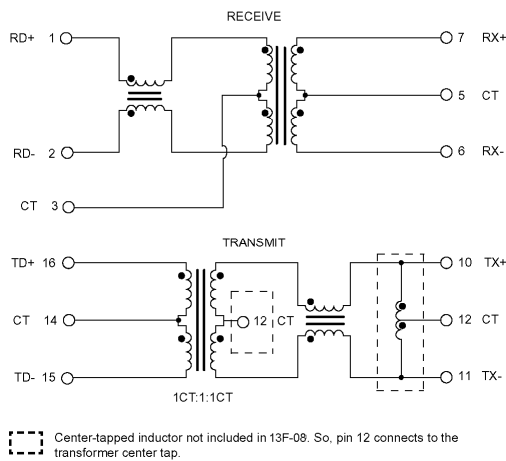 RECEIVE
RD+ 1
7 RX+
5 CT
RD- 2
6 RX-
CT 3
TRANSMIT
TD+ 16
10 TX+
CT 14
12 CT
12 CT
TD- 15
11 TX-
1CT:1:1CT
Center-tapped inductor not included in 13F-08. So, pin 12 connects to the
transformer center tap.